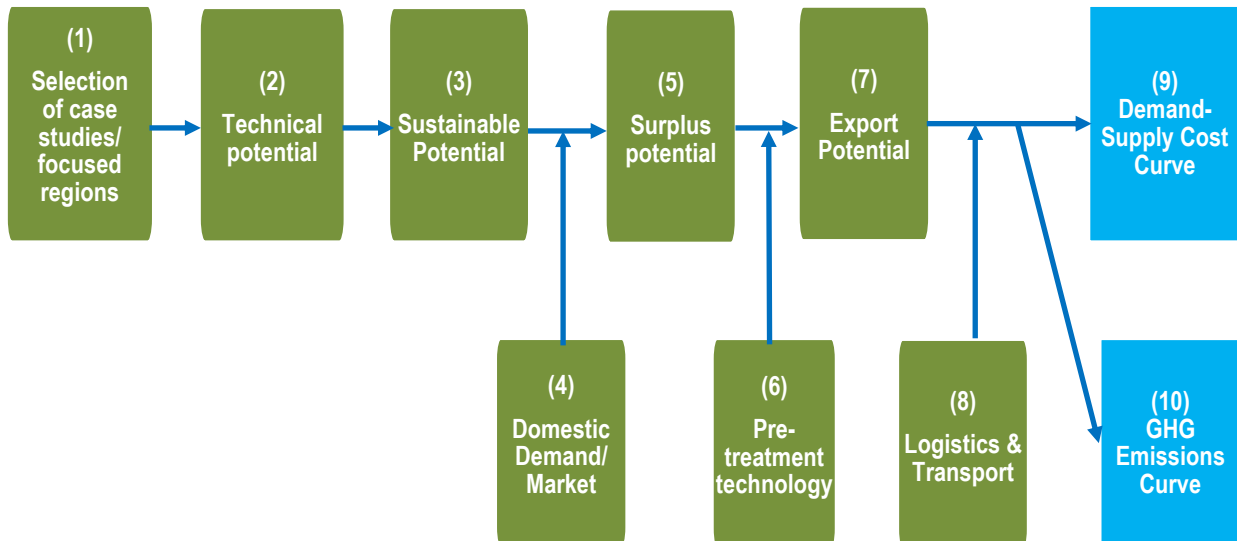 (1)
Selection
of case
studies/
focused
regions
(2)
Technical
potential
(3)
Sustainable
Potential
(5)
Surplus
potential
(7)
Export
Potential
(9)
Demand-
Supply Cost
Curve
(4)
Domestic
Demand/
Market
(6)
Pre-
treatment
technology
(8)
Logistics &
Transport
(10)
GHG
Emissions
Curve